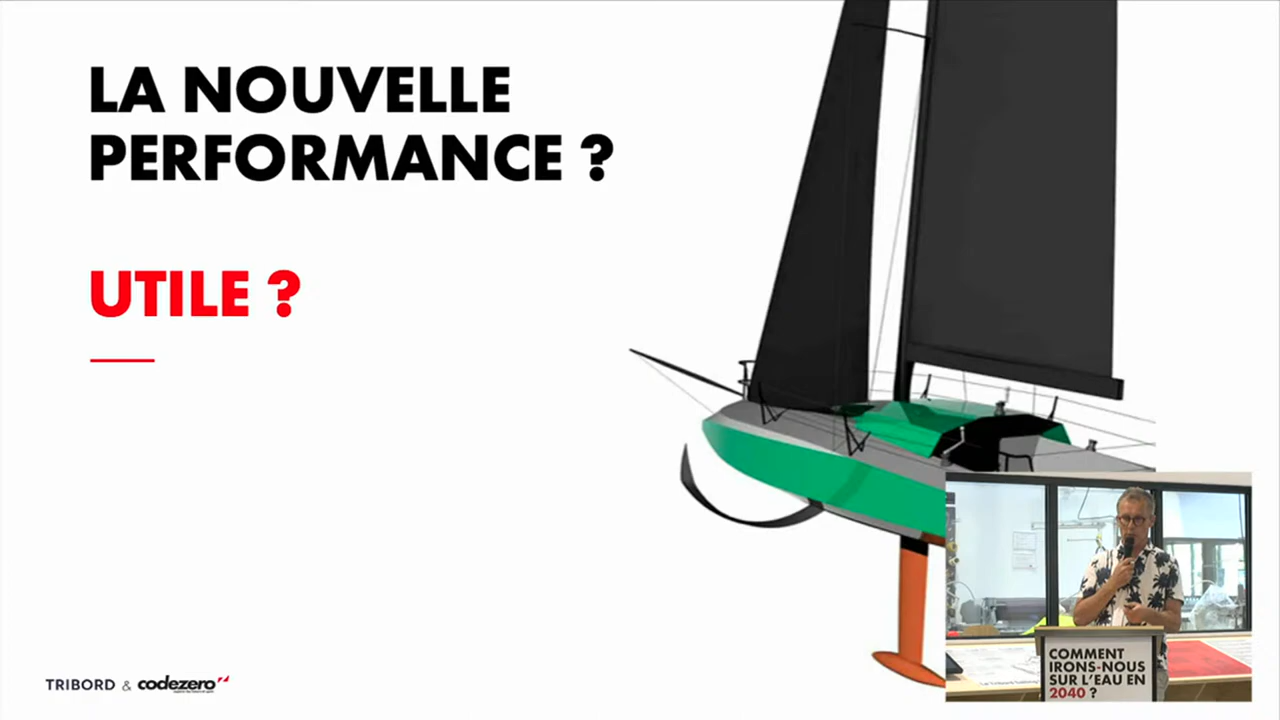 LA NOUVELLE
PERFORMANCE ?
UTILE ?
TRIBORD & codezero
COMMENT
IRONS-NOUS
SUR L'EAU EN
2040 ?